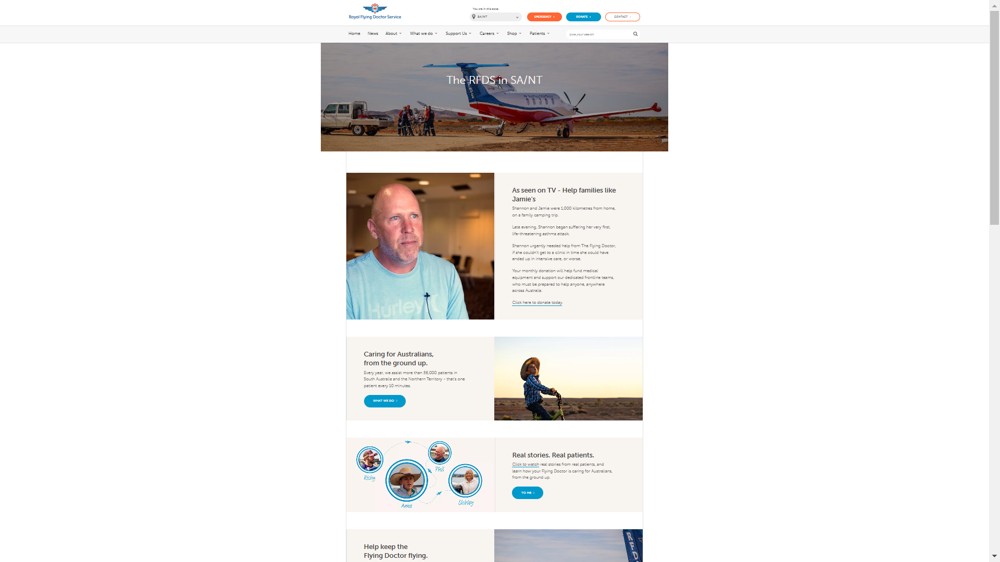 You are in this state:
Royal Flying Doctor Service
SA/NT
EMERGENCY
DONATE
CONTACT
Home News About What we do Support Us Careers Shop Patients
type your search
The RFDS in SA/NT
RFDS
As seen on TV - Help families like
Jamie's
Shannon and Jamie were 1,000 kilometres from home,
on a family camping trip.
Late evening, Shannon began suffering her very first,
life-threatening asthma attack.
Shannon urgently needed help from The Flying Doctor,
if she couldn't get to a clinic in time she could have
ended up in intensive care, or worse.
Your monthly donation will help fund medical
equipment and support our dedicated frontline teams,
who must be prepared to help anyone, anywhere
across Australia.
Click here to donate today.
Hurley
Caring for Australians,
from the ground up.
Every year, we assist more than 56,000 patients in
South Australia and the Northern Territory - that's one
patient every 10 minutes.
WHAT WE DO
Richy
Phil
Anna
Shirley
Real stories. Real patients.
Click to watch real stories from real patients, and
learn how your Flying Doctor is caring for Australians,
from the ground up.
TO ME
Help keep the
Flying Doctor flying.
RFDS